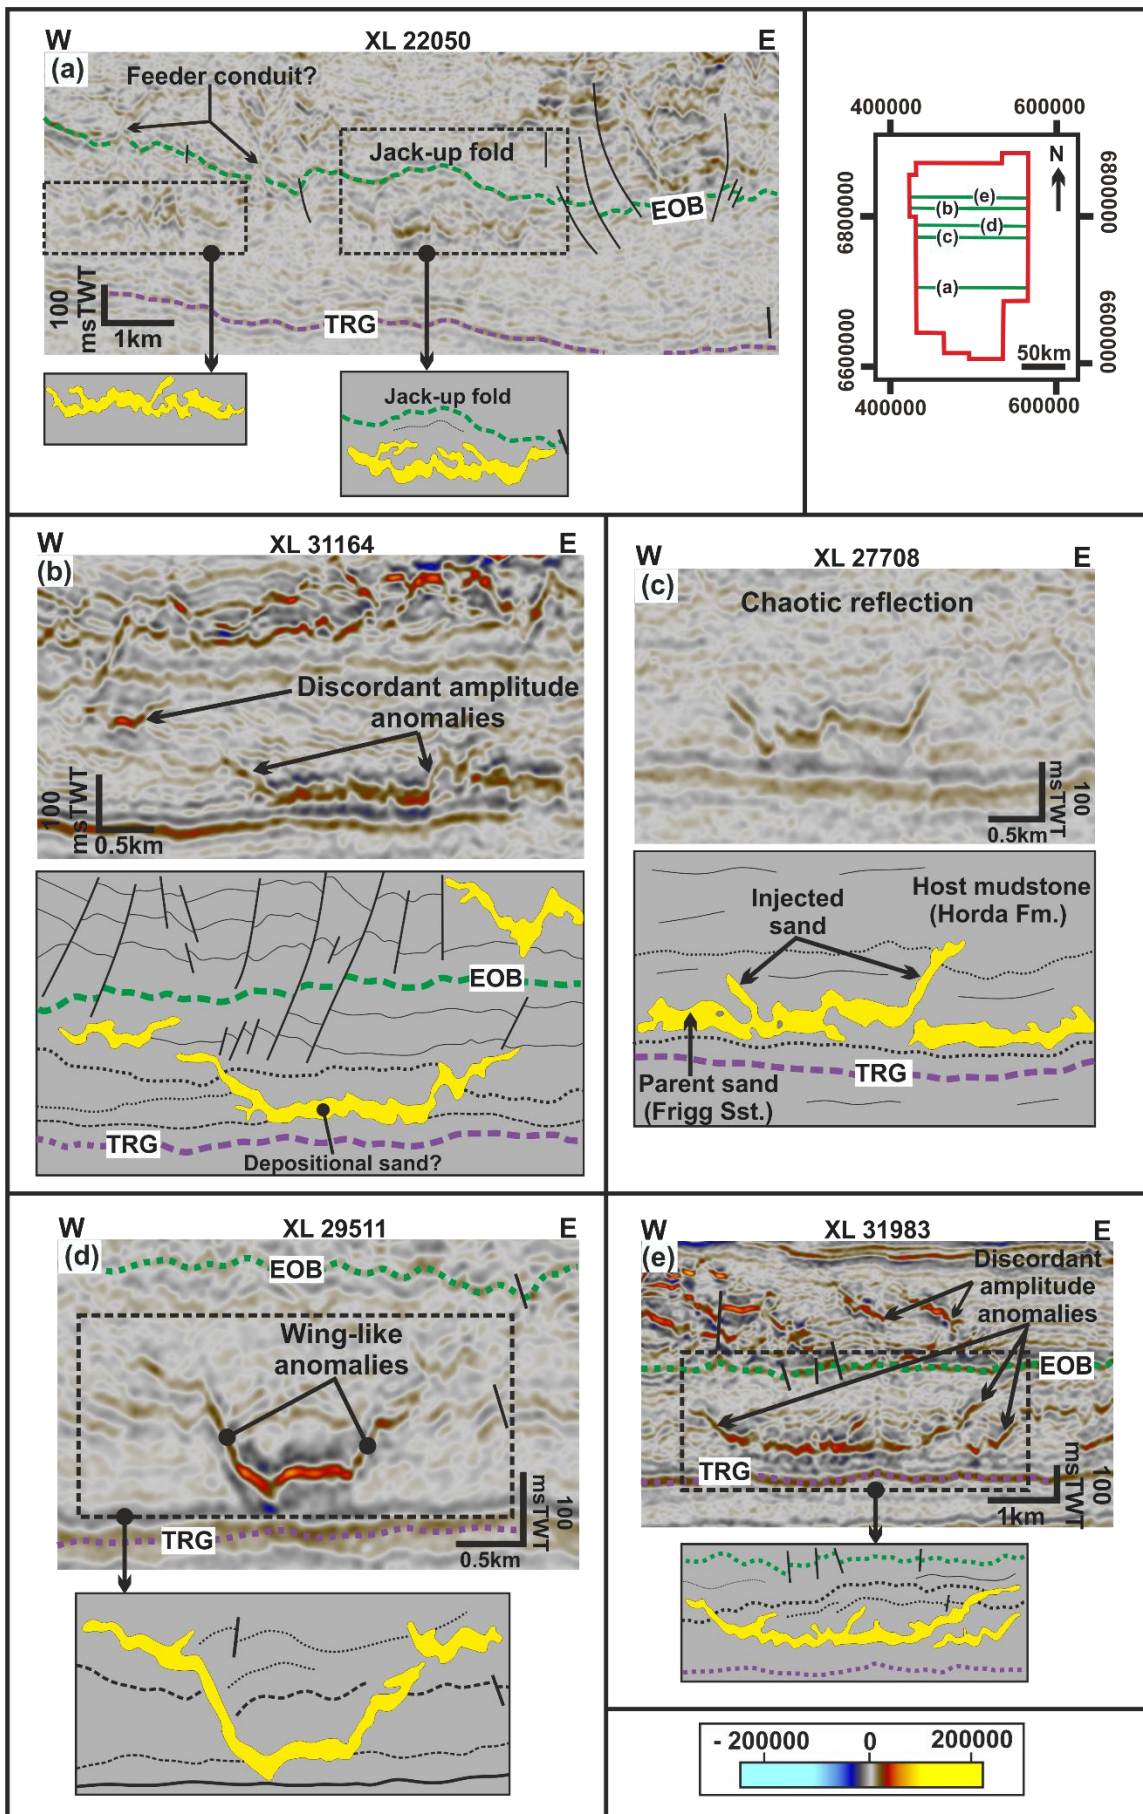 W XL 22050 E
(a)
Feeder conduit?
Jack-up fold
EOB
100
msTWT
1km
TRG
Jack-up fold
400000 600000
N
6800000
6800000
(e)
(b)
(d)
(c)
(a)
6600000
6600000
50km
400000
600000
W XL 31164 E
(b)
Discordant amplitude
anomalies
100
msTWT
0.5km
EOB
TRG
Depositional sand?
W XL 27708 E
(c)
Chaotic reflection
100
msTWT
0.5km
Injected
sand
Host mudstone
(Horda Fm.)
TRG
Parent sand
(Frigg Sst.)
W XL 29511 E
(d)
EOB
Wing-like
anomalies
TRG
100
msTWT
0.5km
W XL 31983 E
(e)
Discordant
amplitude
anomalies
EOB
TRG
100
msTWT
1km
- 200000 0 200000